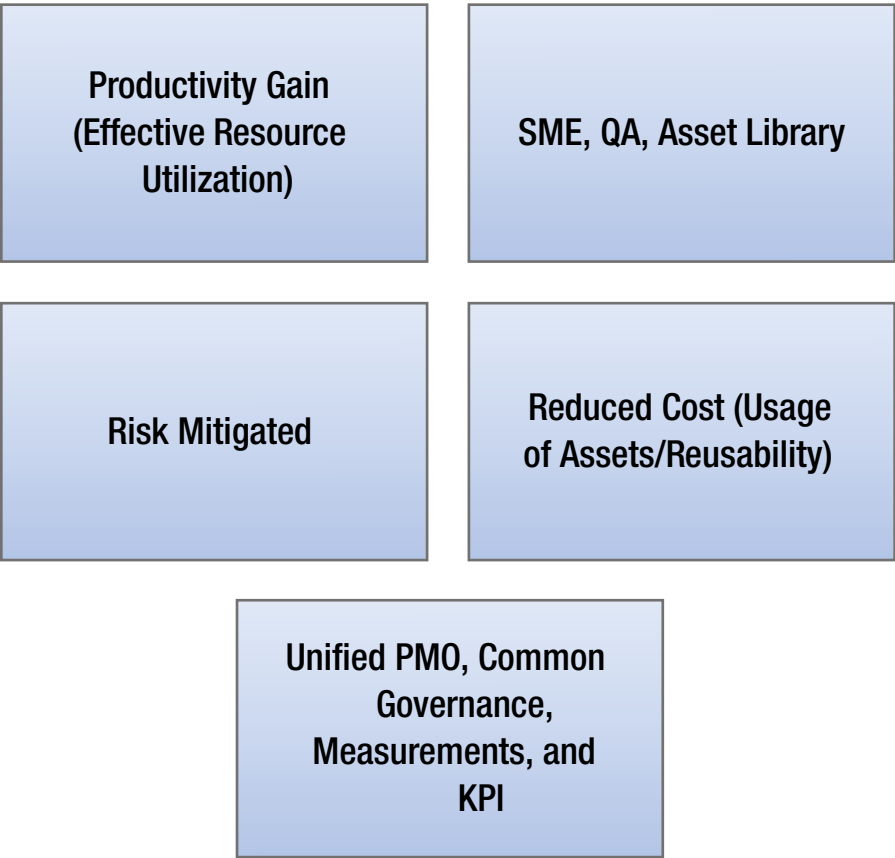 Productivity Gain
(Effective Resource
Utilization)
SME, QA, Asset Library
Risk Mitigated
Reduced Cost (Usage
of Assets/Reusability)
Unified PMO, Common
Governance,
Measurements, and
KPI